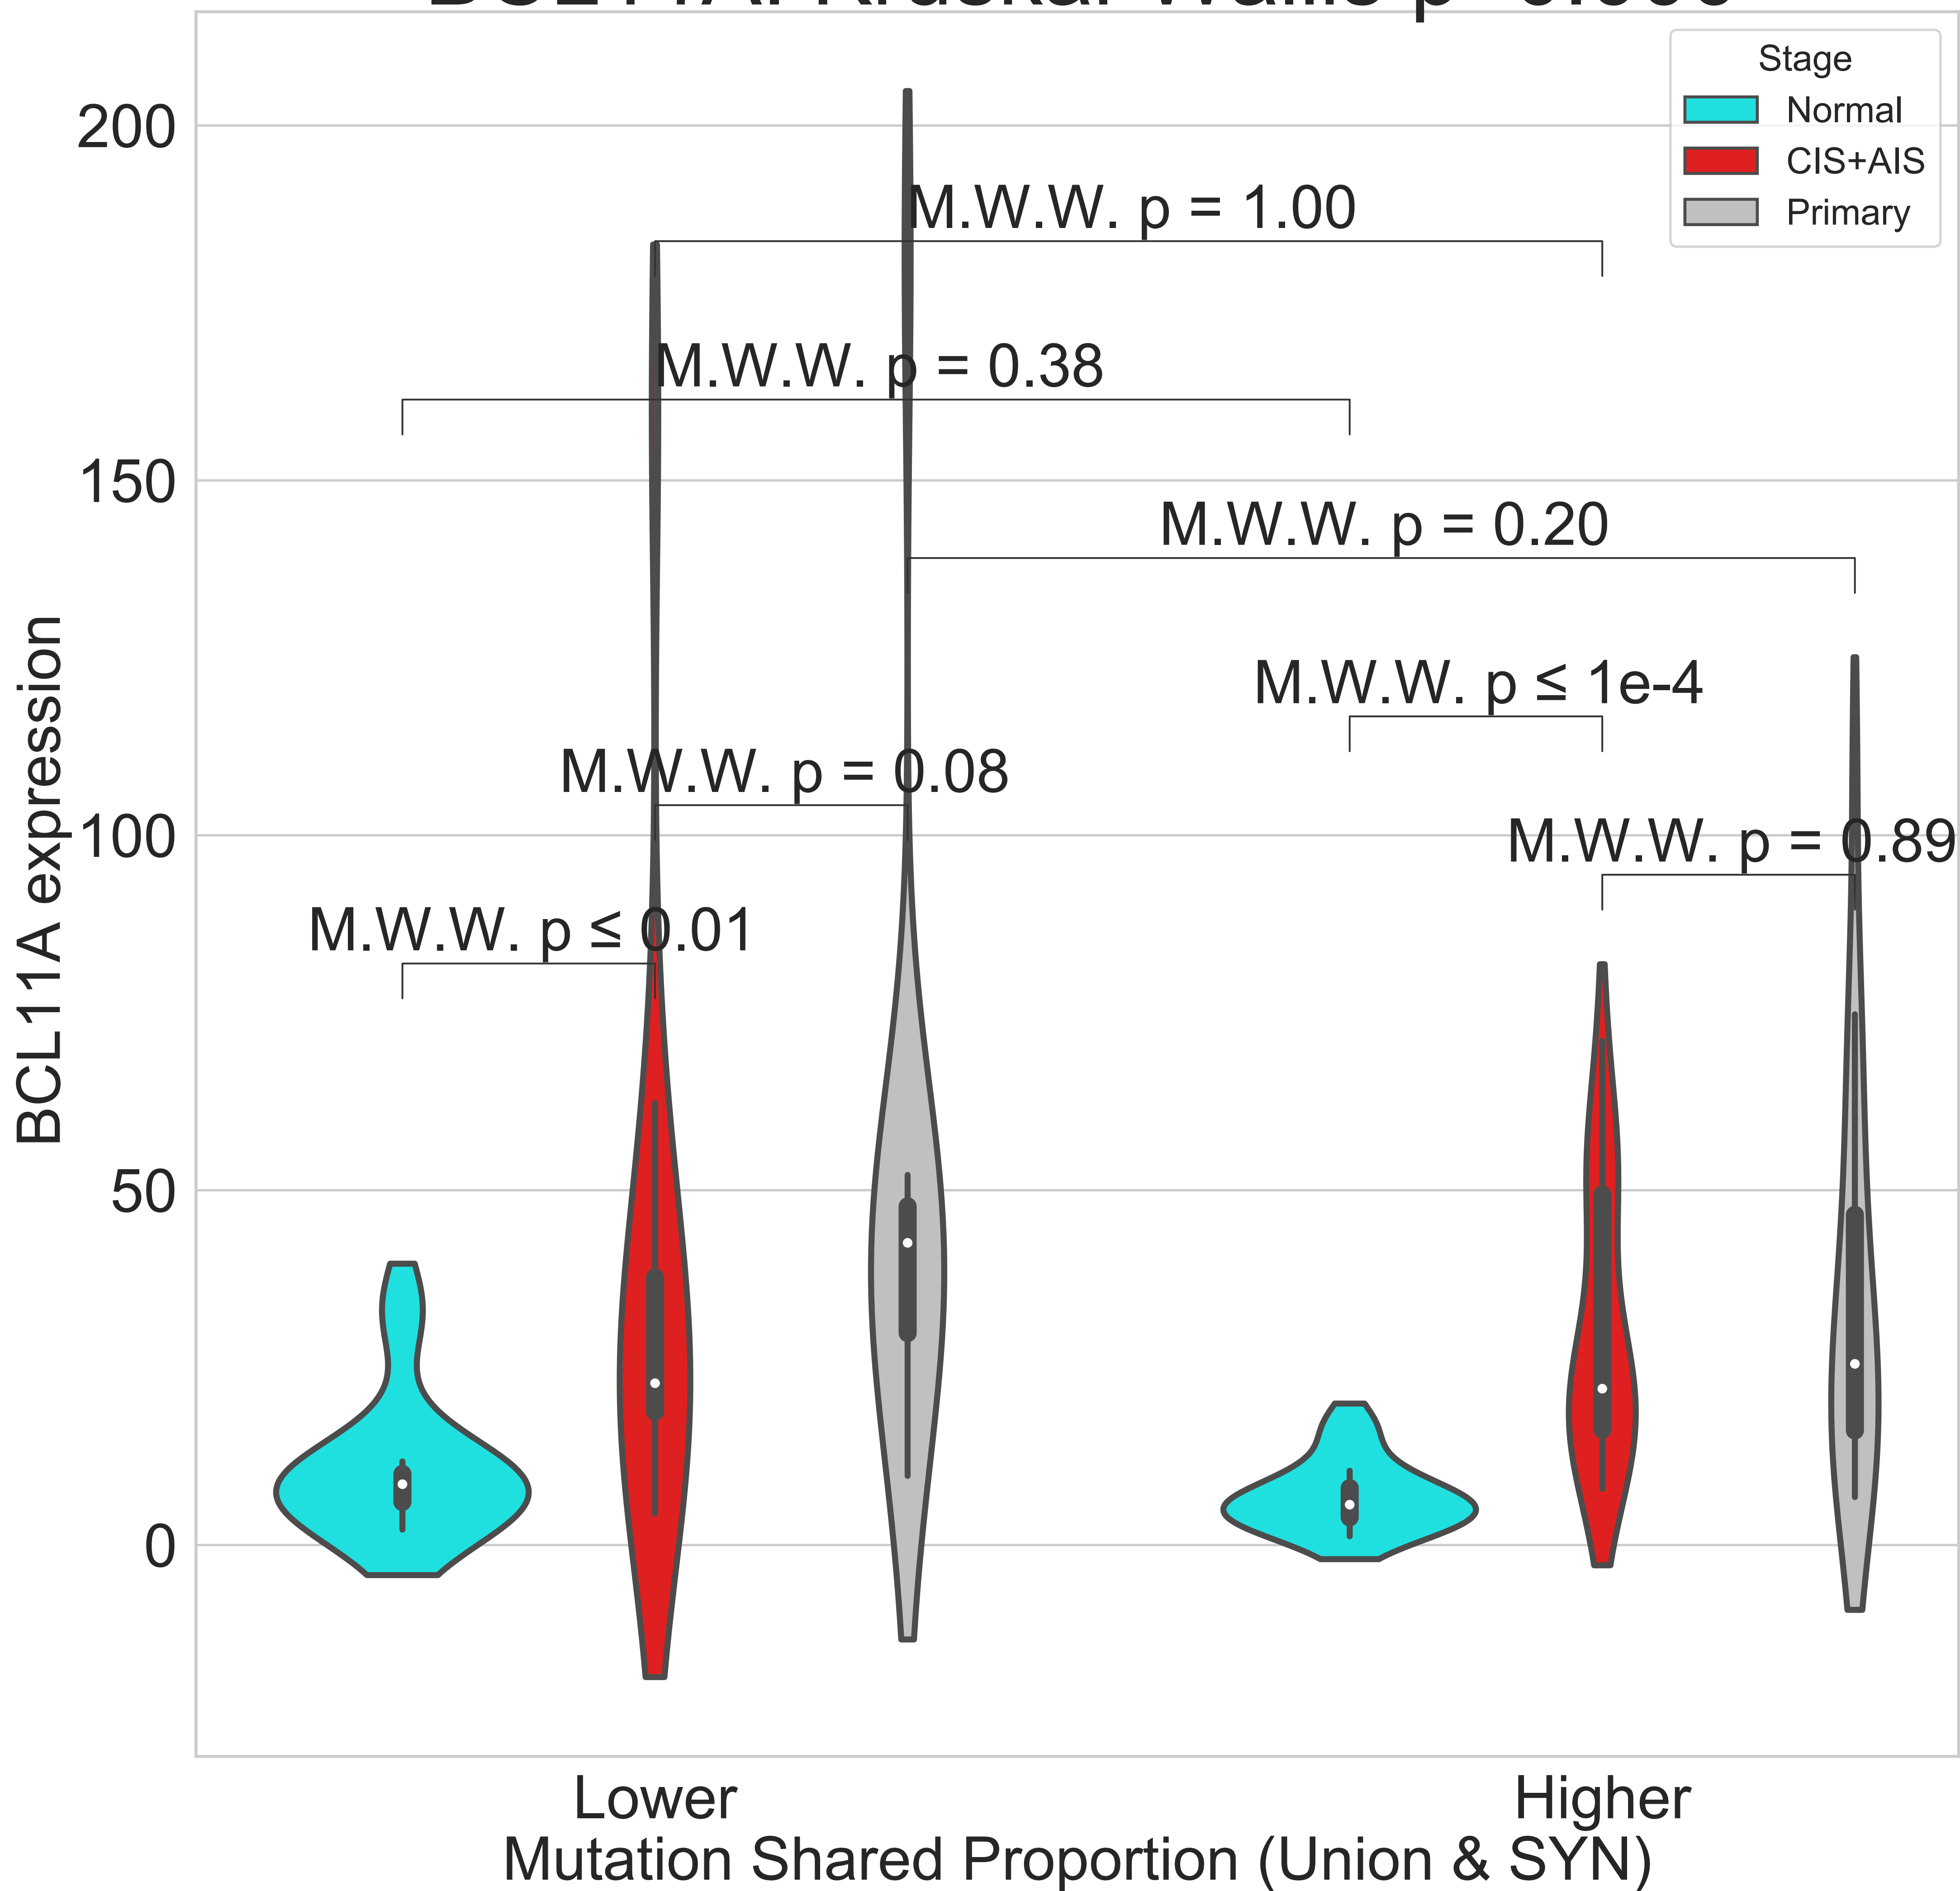 200
150
100
50
0
BCL11A expression
Stage
Normal
CIS+AIS
Primary
M.W.W. p = 1.00
M.W.W. p = 0.38
M.W.W. p = 0.20
M.W.W. p ≤ 1e-4
M.W.W. p = 0.08
M.W.W. p = 0.89
M.W.W. p ≤ 0.01
Lower
Higher
Mutation Shared Proportion (Union & SYN)